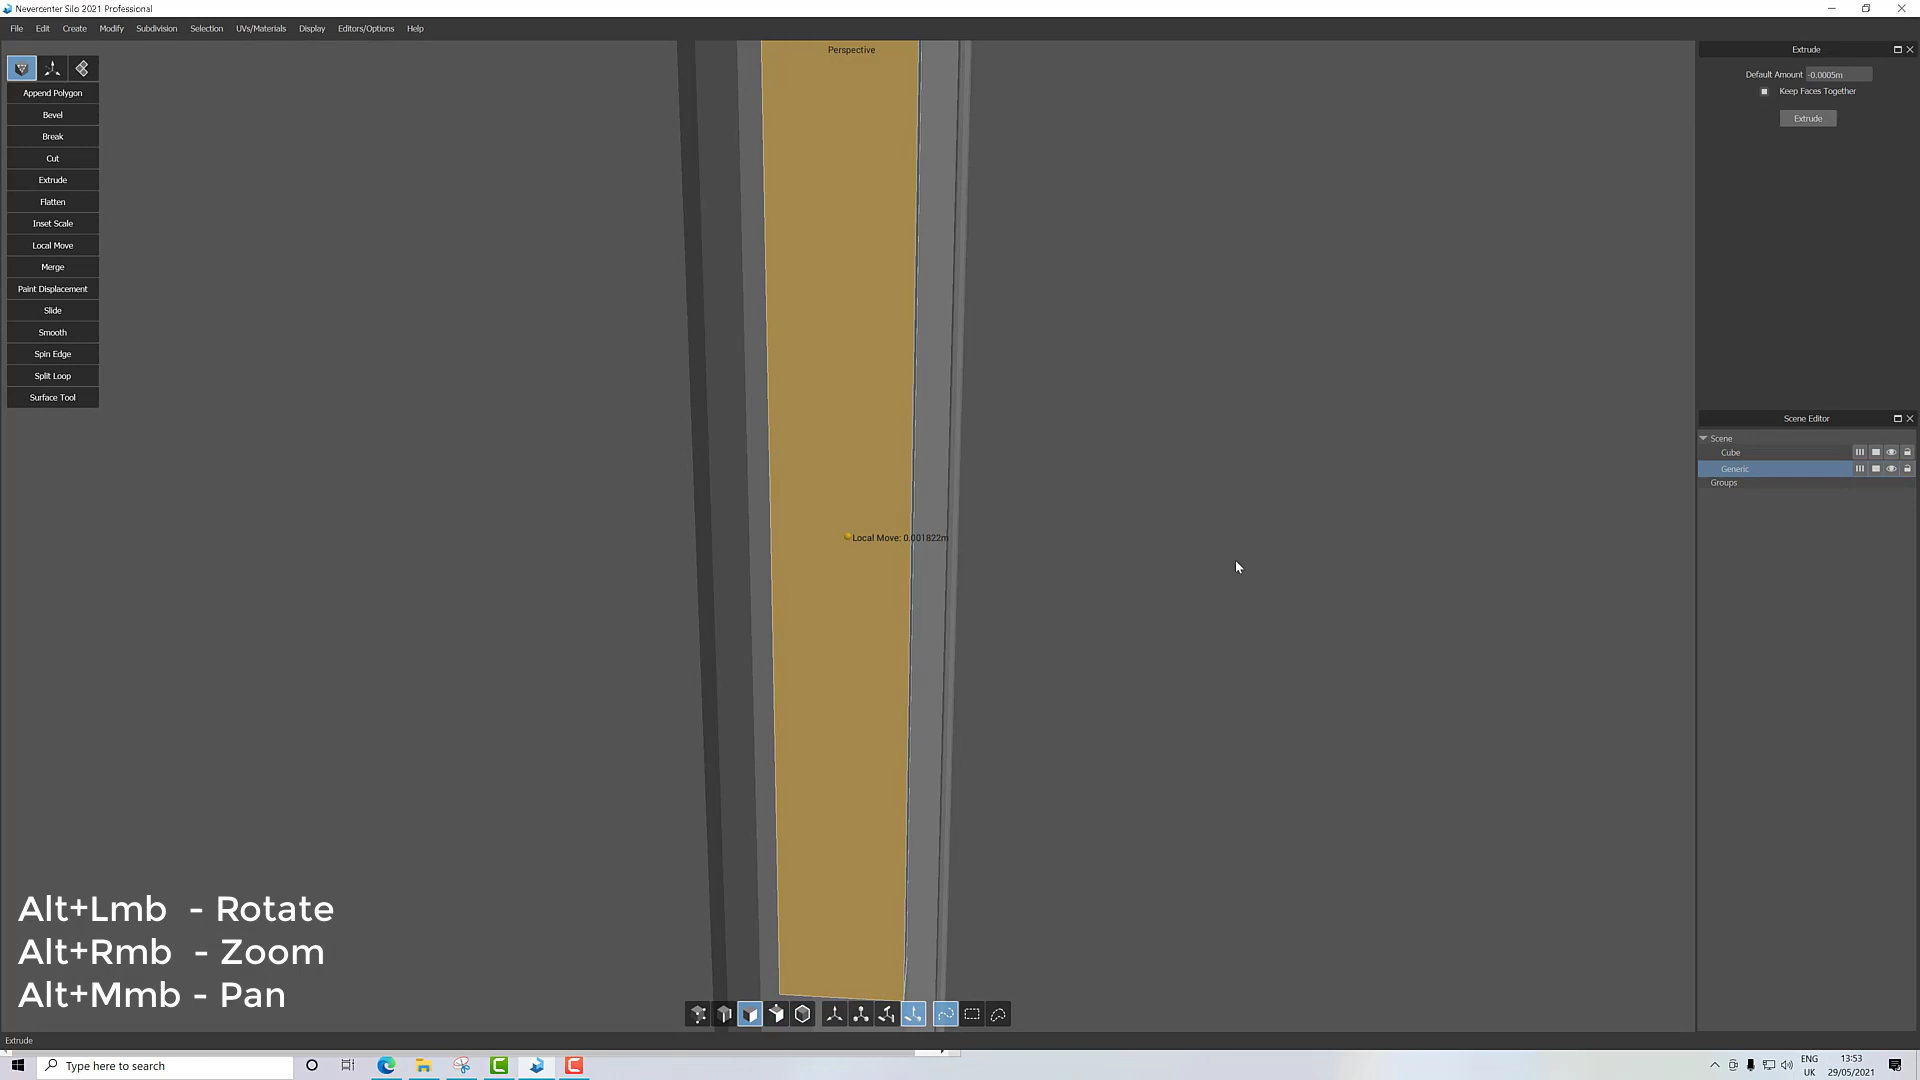 Nevercenter Silo 2021 Professional
File Edit Create Modify Subdivision Selection UVs/Materials Display Editors/Options Help
Perspective
Append Polygon
Bevel
Break
Cut
Extrude
Flatten
Inset Scale
Local Move
Merge
Paint Displacement
Slide
Smooth
Spin Edge
Split Loop
Surface Tool
Local Move: 0.001822m
Extrude
Default Amount -0.0005m
Keep Faces Together
Extrude
Scene Editor
Scene
Cube
Generic
Groups
Alt+Lmb - Rotate
Alt+Rmb - Zoom
Alt+Mmb - Pan
Extrude
Type here to search
ENG
UK
13:53
29/05/2021